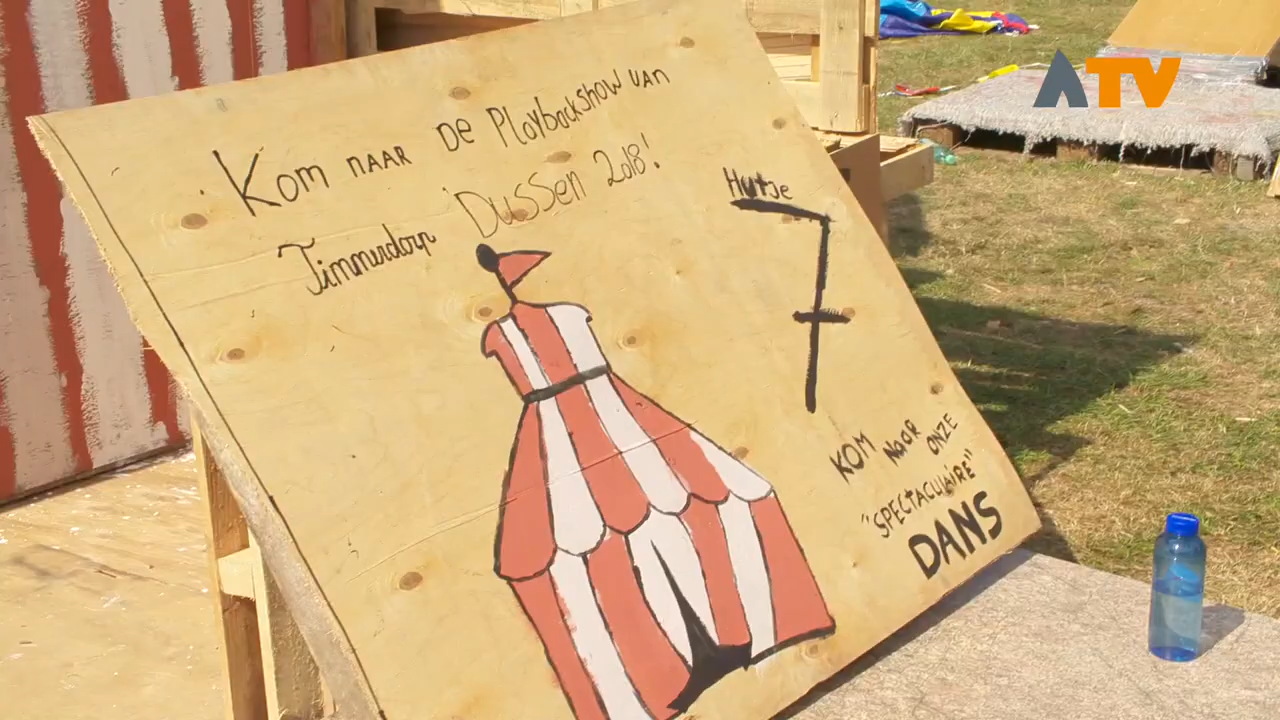 ATV
Kom NAAR DE Playbackshow VAN
Timmerdorp Dussen 2018!
Hutje
7
KOM NAAR ONZE
"SPECTACULAIRE"
DANS